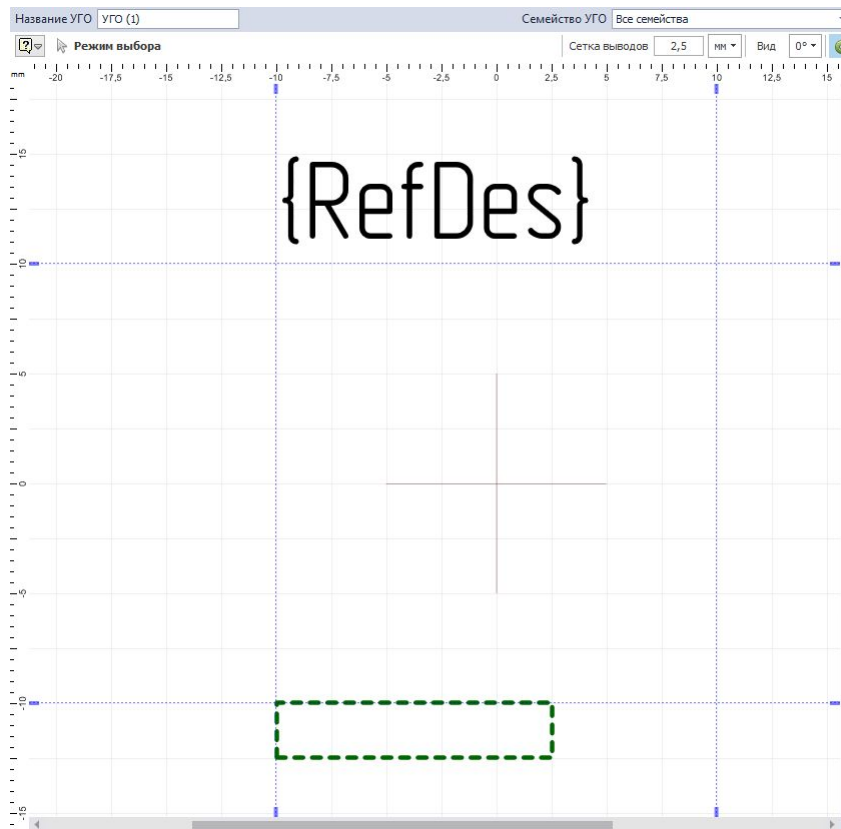 Название УГО УГО (1) Семейство УГО Все семейства
Режим выбора Сетка выводов 2,5 мм Вид 0°
mm -20 -17,5 -15 -12,5 -10 -7,5 -5 -2,5 0 2,5 5 7,5 10 12,5 15
15
{RefDes}
10
5
0
-5
-10
-15